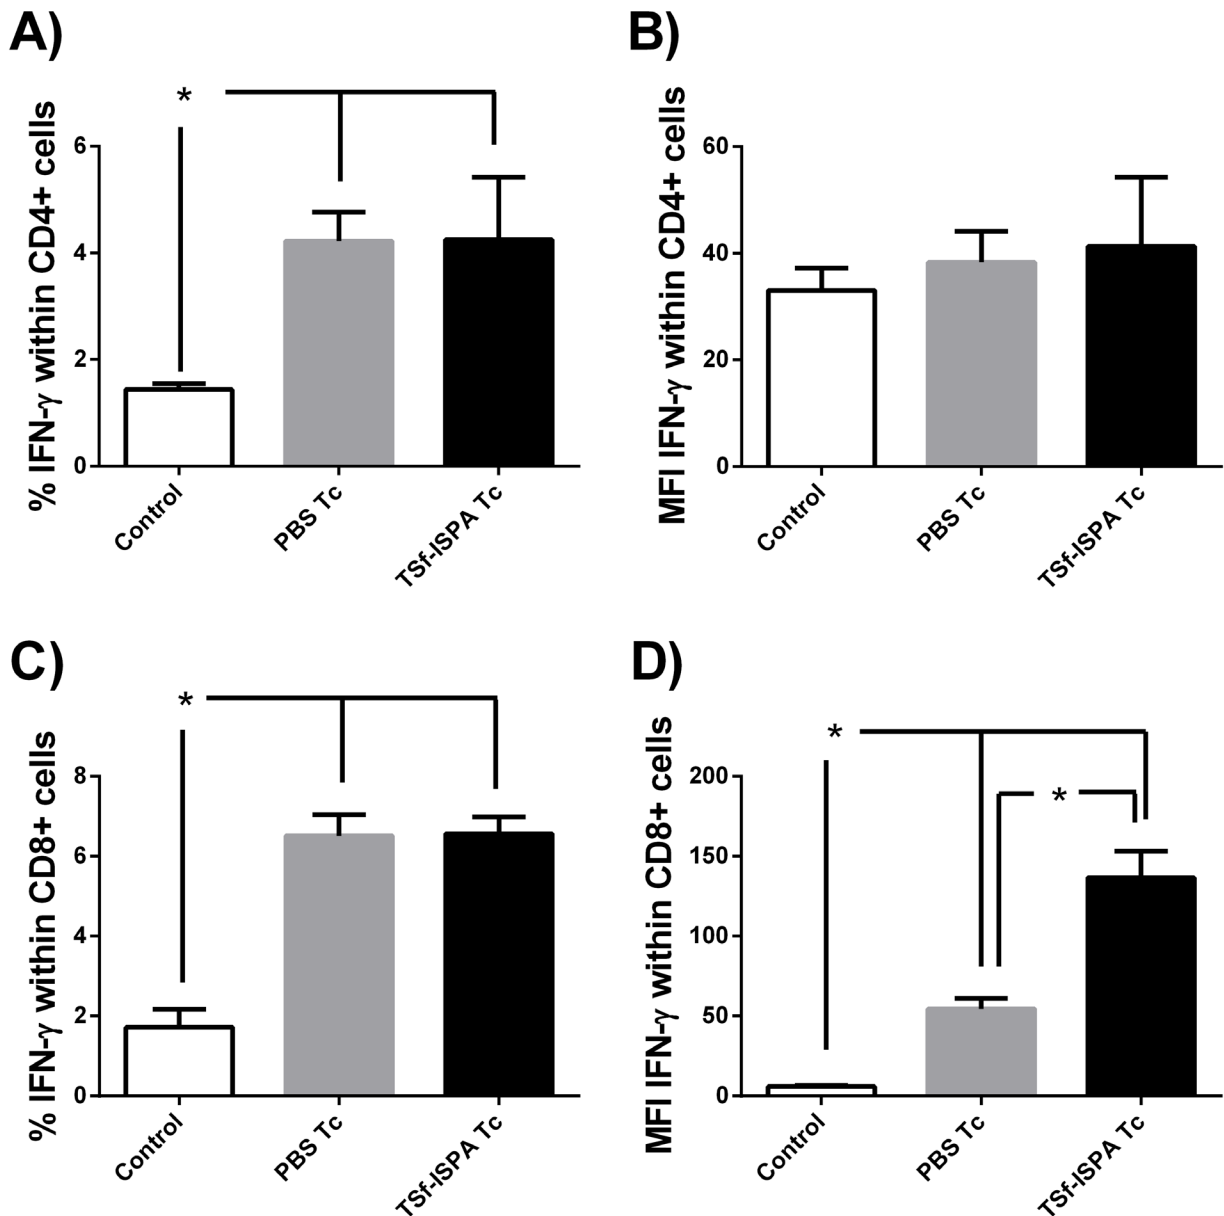 A)
% IFN-γ within CD4+ cells
*
6
4
2
0
Control
PBS Tc
TSf-ISPA Tc
B)
MFI IFN-γ within CD4+ cells
60
40
20
0
Control
PBS Tc
TSf-ISPA Tc
C)
% IFN-γ within CD8+ cells
*
8
6
4
2
0
Control
PBS Tc
TSf-ISPA Tc
D)
MFI IFN-γ within CD8+ cells
*
*
200
150
100
50
0
Control
PBS Tc
TSf-ISPA Tc